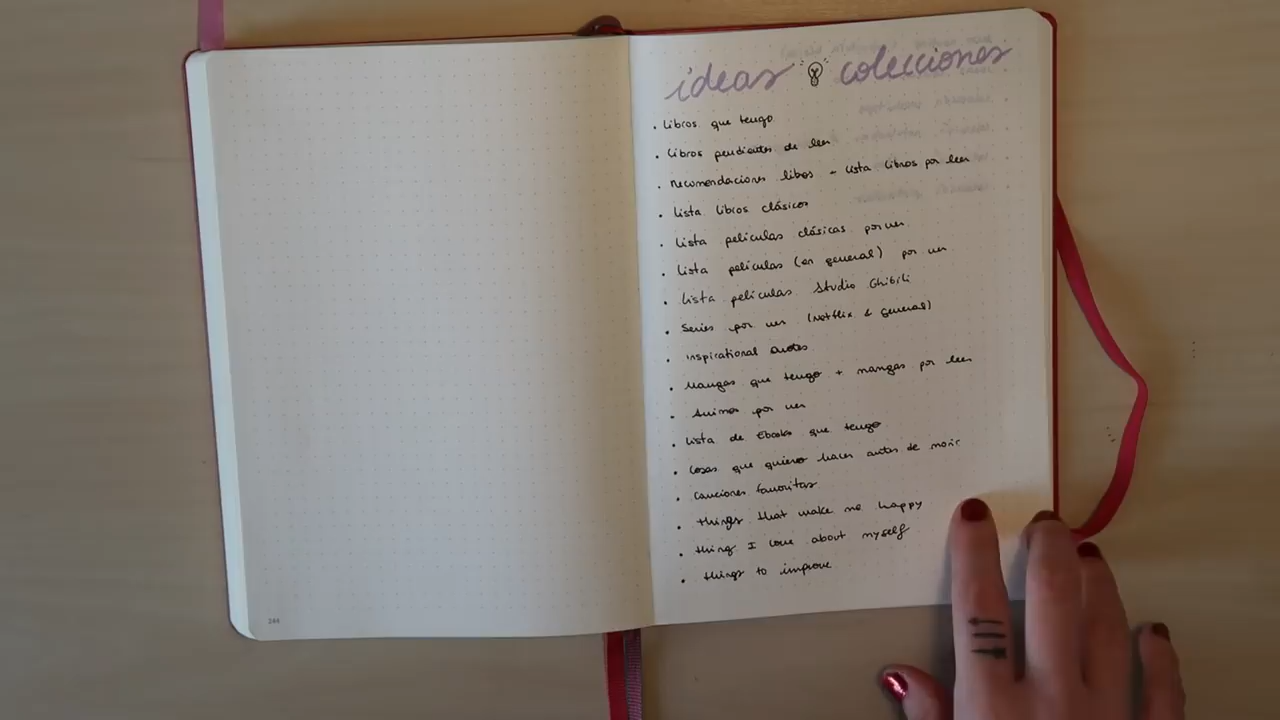 ideas colecciones
· Libros que tengo
· Libros pendientes de leer
· recomendaciones libos - lista libros por leer
· lista libros clásicos
· lista películas clásicas por ver
· lista películas (en general) por ver
· lista películas Studio Ghibili
· Series por ver (Netflix & general)
· inspirational quotes
· Mangas que tengo + mangas por leer
· Animes por ver
· lista de Ebooks que tengo
· cosas que quiero hacer antes de morir
· canciones favoritas
· things that make me happy
· thing I love about myself
· things to improve
246